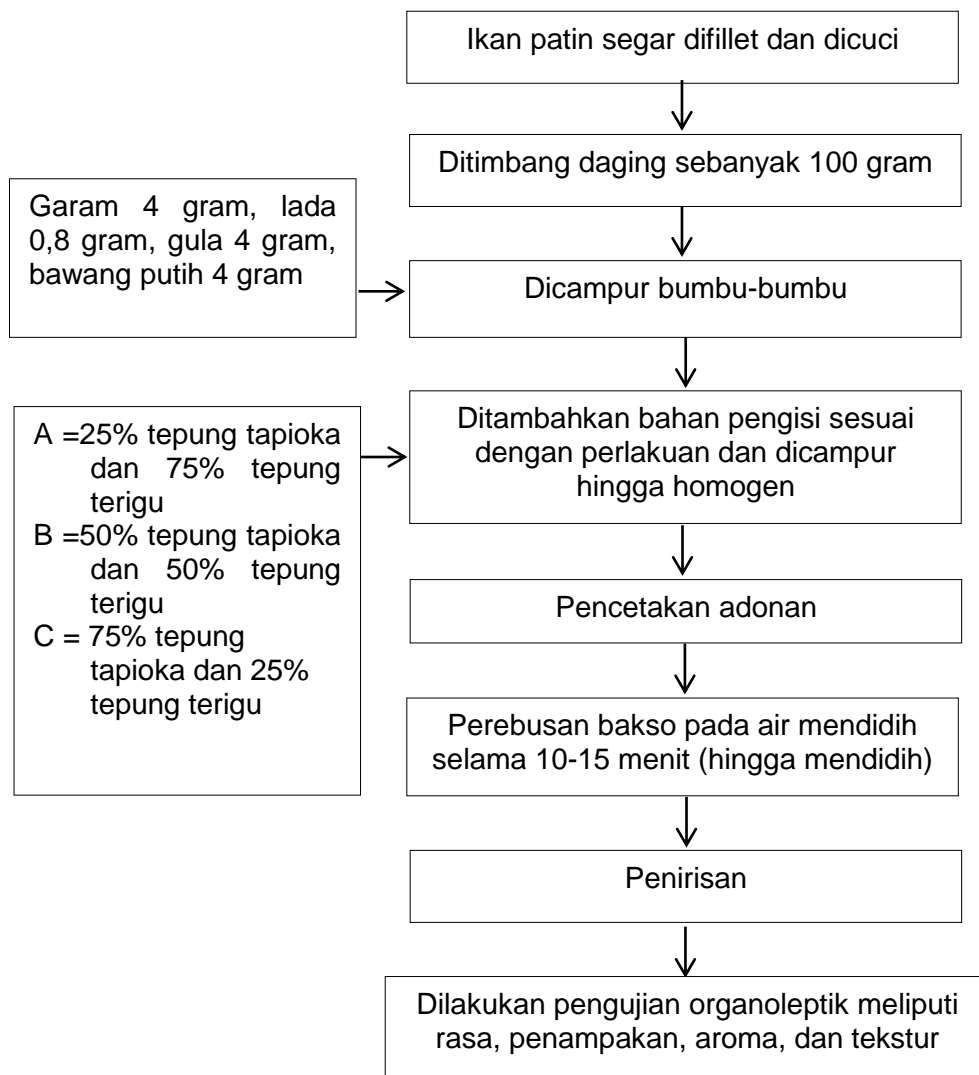 Ikan patin segar difillet dan dicuci
Ditimbang daging sebanyak 100 gram
Garam 4 gram, lada
0,8 gram, gula 4 gram,
bawang putih 4 gram
Dicampur bumbu-bumbu
A =25% tepung tapioka
dan 75% tepung
terigu
B =50% tepung tapioka
dan 50% tepung
terigu
C = 75% tepung
tapioka dan 25%
tepung terigu
Ditambahkan bahan pengisi sesuai
dengan perlakuan dan dicampur
hingga homogen
Pencetakan adonan
Perebusan bakso pada air mendidih
selama 10-15 menit (hingga mendidih)
Penirisan
Dilakukan pengujian organoleptik meliputi
rasa, penampakan, aroma, dan tekstur